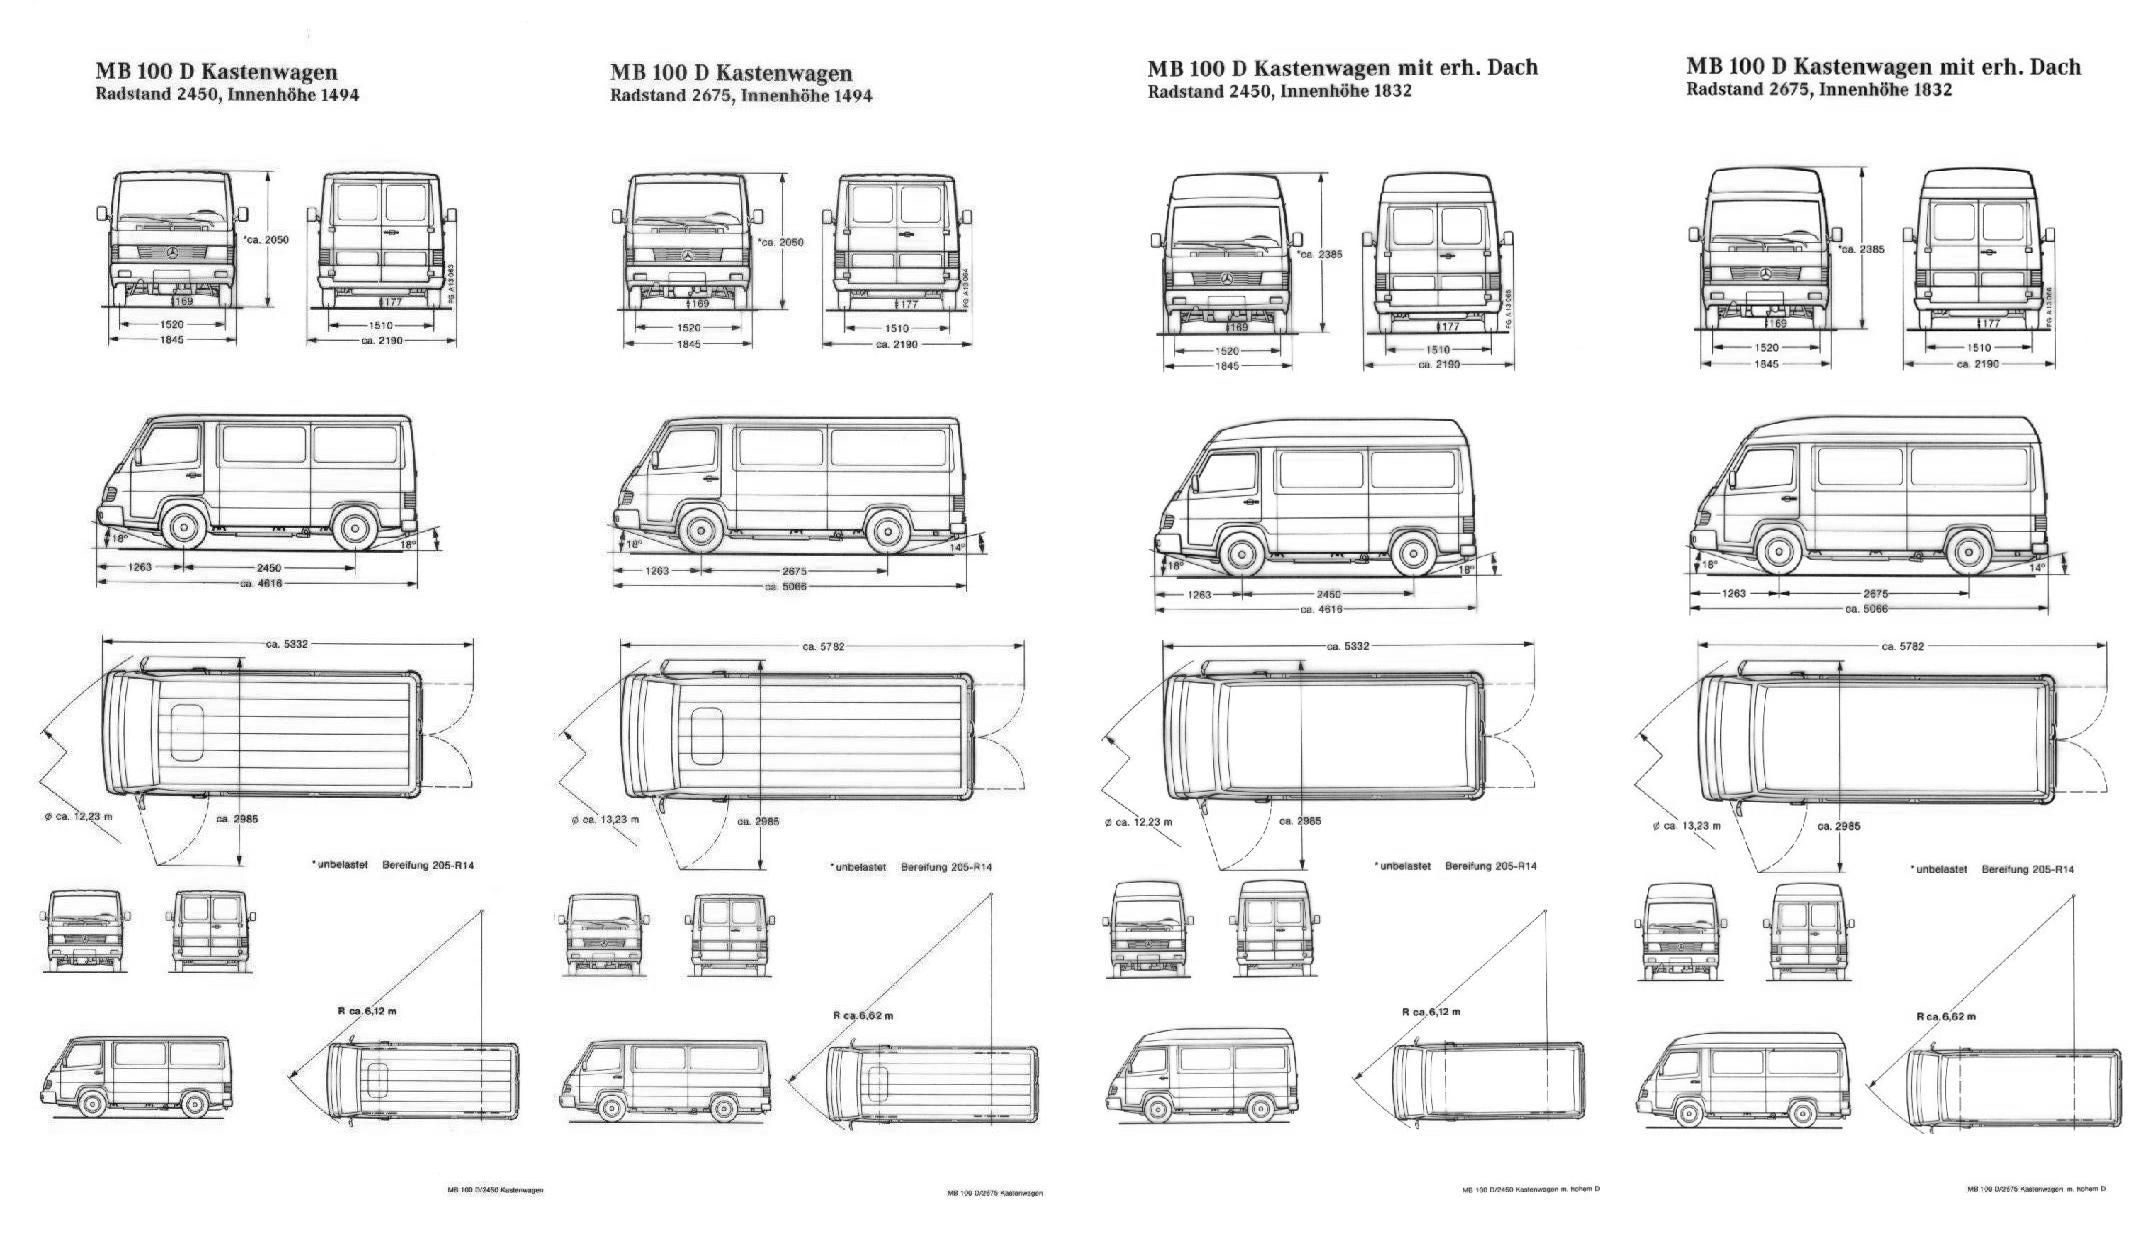 MB 100 D Kastenwagen
Radstand 2450, Innenhöhe 1494
*ca. 2050
169
177
PG A13 063
1520
1510
1845
ca. 2190
18°
18°
1263
2450
ca. 4616
ca. 5332
ø ca. 12,23 m
ca. 2985
*unbelastet Bereifung 205-R14
R ca. 6,12 m
MB 100 D/2450 Kastenwagen
MB 100 D Kastenwagen
Radstand 2675, Innenhöhe 1494
*ca. 2050
169
177
PG A13 064
1520
1510
1845
ca. 2190
18°
14°
1263
2675
ca. 5066
ca. 5782
ø ca. 13,23 m
ca. 2985
*unbelastet Bereifung 205-R14
R ca. 6,62 m
MB 100 D/2675 Kastenwagen
MB 100 D Kastenwagen mit erh. Dach
Radstand 2450, Innenhöhe 1832
*ca. 2385
169
177
PG A13 065
1520
1510
1845
ca. 2190
18°
18°
1263
2450
ca. 4616
ca. 5332
ø ca. 12,23 m
ca. 2985
*unbelastet Bereifung 205-R14
R ca. 6,12 m
MB 100 D/2450 Kastenwagen m. hohem D
MB 100 D Kastenwagen mit erh. Dach
Radstand 2675, Innenhöhe 1832
*ca. 2385
169
177
PG A13 066
1520
1510
1845
ca. 2190
18°
14°
1263
2675
ca. 5066
ca. 5782
ø ca. 13,23 m
ca. 2985
*unbelastet Bereifung 205-R14
R ca. 6,62 m
MB 100 D/2675 Kastenwagen m. hohem D